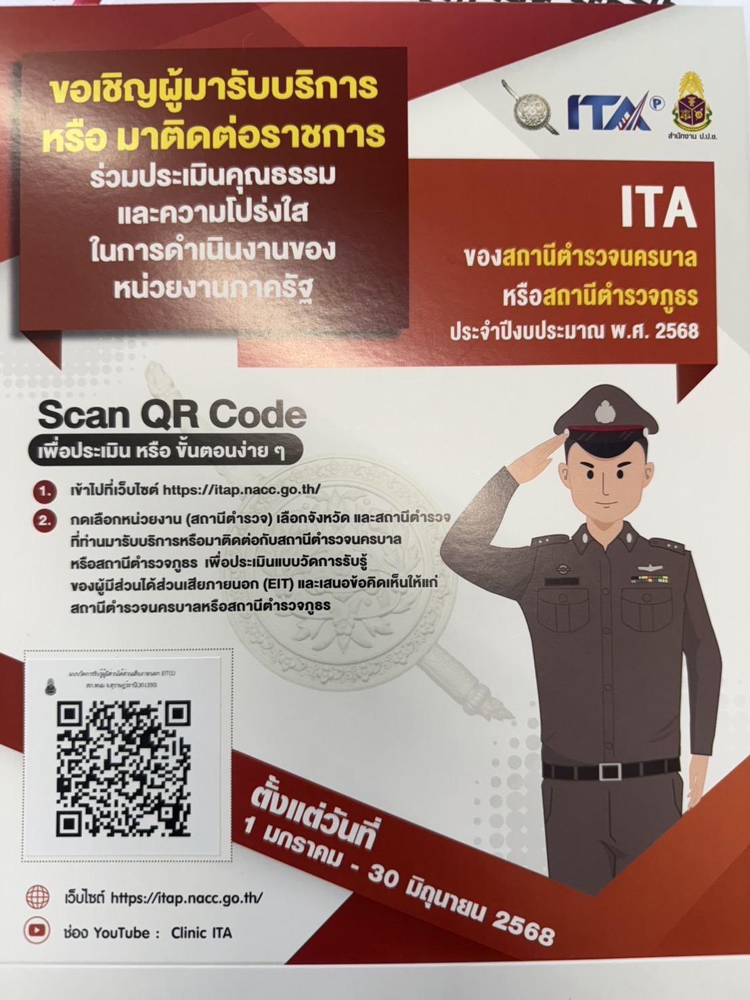 ขอเชิญผู้มารับบริการ
หรือ มาติดต่อราชการ
ร่วมประเมินคุณธรรม
และความโปร่งใส
ในการดำเนินงานของ
หน่วยงานภาครัฐ
ITA P
สำนักงาน ป.ป.ช.
ITA
ของสถานีตำรวจนครบาล
หรือสถานีตำรวจภูธร
ประจำปีงบประมาณ พ.ศ. 2568
Scan QR Code
เพื่อประเมิน หรือ ขั้นตอนง่าย ๆ
1. เข้าไปที่เว็บไซต์ https://itap.nacc.go.th/
2. กดเลือกหน่วยงาน (สถานีตำรวจ) เลือกจังหวัด และสถานีตำรวจ
ที่ท่านมารับบริการหรือมาติดต่อกับสถานีตำรวจนครบาล
หรือสถานีตำรวจภูธร เพื่อประเมินแบบวัดการรับรู้
ของผู้มีส่วนได้ส่วนเสียภายนอก (EIT) และเสนอข้อคิดเห็นให้แก่
สถานีตำรวจนครบาลหรือสถานีตำรวจภูธร
แบบวัดการรับรู้ผู้มีส่วนได้ส่วนเสียภายนอก EIT(1)
สภ.พนม จ.สุราษฎร์ธานี(301350)
ตั้งแต่วันที่
1 มกราคม - 30 มิถุนายน 2568
เว็บไซต์ https://itap.nacc.go.th/
ช่อง YouTube : Clinic ITA